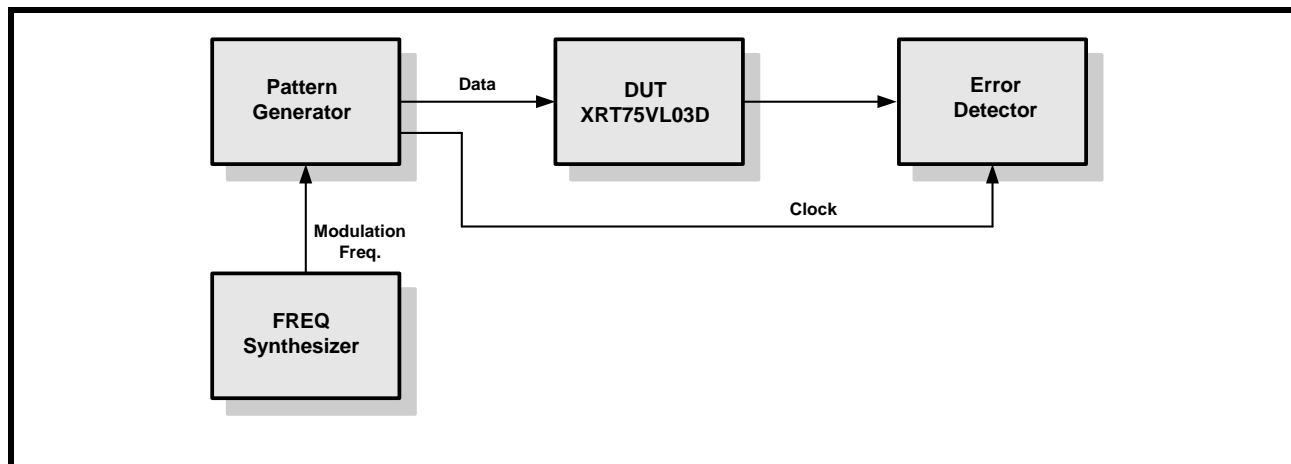 Pattern
Generator
Data
DUT
XRT75VL03D
Error
Detector
Clock
Modulation
Freq.
FREQ
Synthesizer